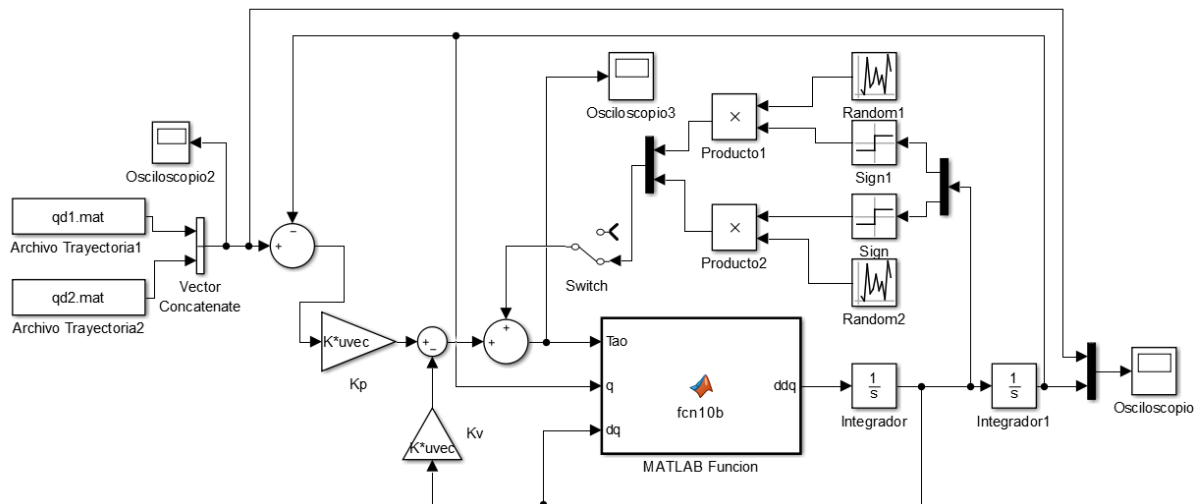 Osciloscopio3
Random1
Producto1
Sign1
Osciloscopio2
qd1.mat
Archivo Trayectoria1
+
−
Sign
Producto2
Switch
Vector
Concatenate
qd2.mat
Archivo Trayectoria2
Random2
K*uvec
Kp
+
−
+
+
Tao
q
dq
fcn10b
ddq
MATLAB Funcion
1
s
Integrador
1
s
Integrador1
Osciloscopio
K*uvec
Kv
×
×